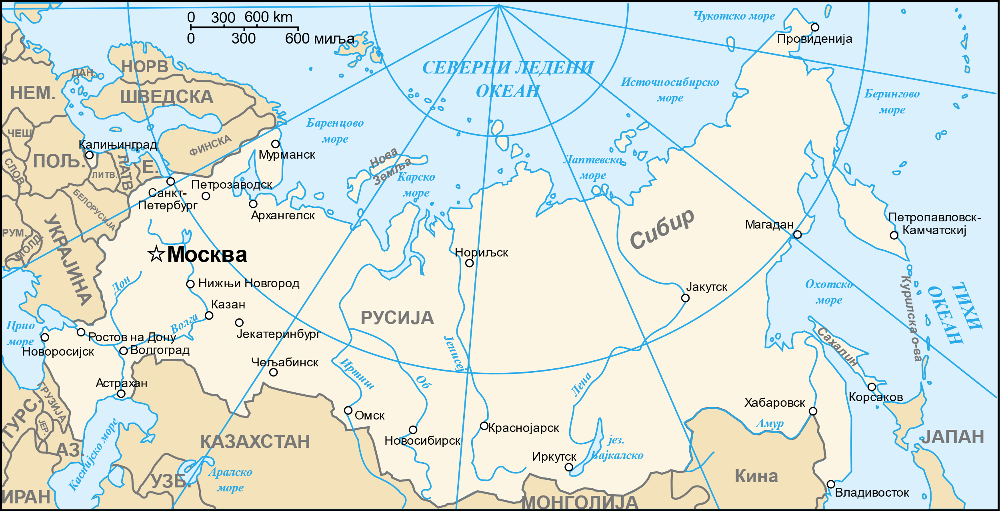 0 300 600 km
0 300 600 миља
Чукотско море
Провиденија
СЕВЕРНИ ЛЕДЕНИ
ОКЕАН
НОРВ
ДАН.
ШВЕДСКА
НЕМ.
Источносибирско
море
Берингово
море
Баренцово
море
ЧЕШ
Калињинград
ФИНСКА
Мурманск
ПОЉ.
СЛОВ.
ЛИТВ.
ЛАТВ.
Е.
Нова
Земља
Карско
море
Лаптевско
море
Санкт-
Петербург
Петрозаводск
Архангелск
БЕЛОРУСИЈА
УКРАЈИНА
РУМ.
МОЛД.
Сибир
Магадан
Петропавловск-
Камчатскиј
Москва
Нориљск
Дон
Нижњи Новгород
Јакутск
Охотско
море
Курилска о-ва
ТИХИ
ОКЕАН
Казан
Волга
РУСИЈА
Јекатеринбург
Црно
море
Ростов на Дону
Новоросијск
Волгоград
Јенисеј
Сахалин
Чељабинск
Иртиш
Об
Лена
Астрахан
ГРУЗИЈА
ТУРС.
ЈЕР.
АЗ.
Каспијско море
Омск
Новосибирск
Краснојарск
Корсаков
Хабаровск
Амур
ЈАПАН
КАЗАХСТАН
јез.
Бајкалско
Иркутск
Аралско
море
УЗБ.
Кина
ИРАН
МОНГОЛИЈА
Владивосток